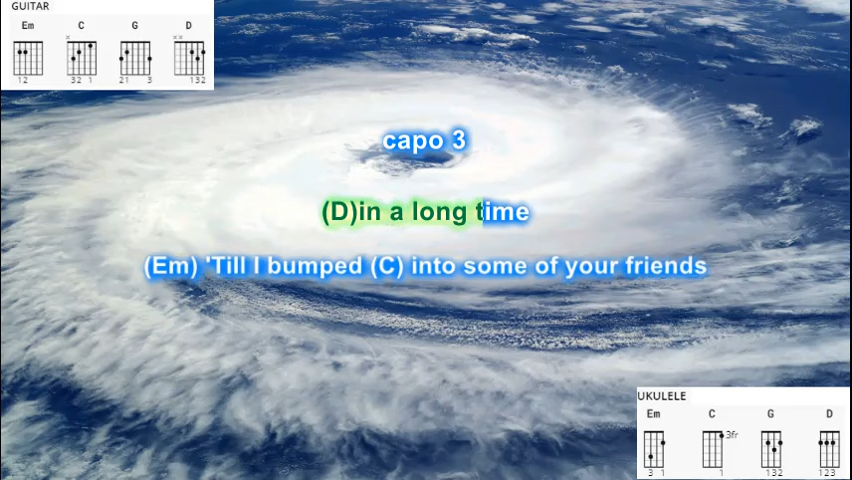 GUITAR
Em C G D
x xx
12 32 1 21 3 132
capo 3
(D)in a long time
(Em) 'Till I bumped (C) into some of your friends
UKULELE
Em C G D
3fr
3 1 1 132 123